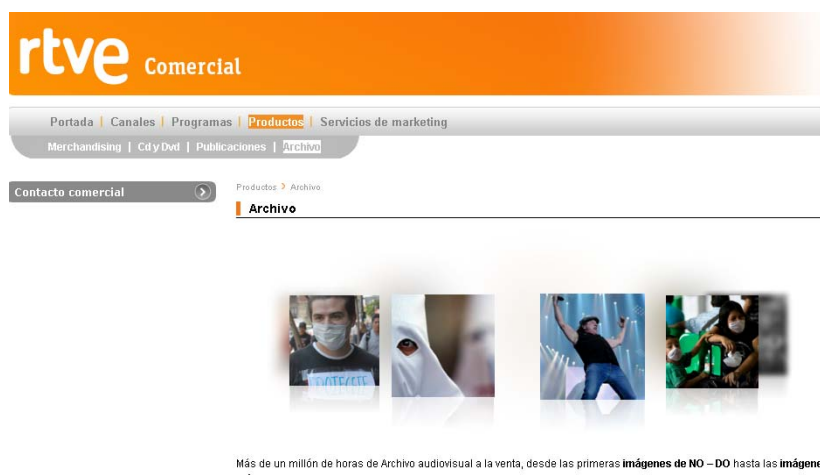 rtve Comercial
Portada | Canales | Programas | Productos | Servicios de marketing
Merchandising | Cd y Dvd | Publicaciones | Archivo
Contacto comercial
Productos > Archivo
Archivo
PROTEGETE
Más de un millón de horas de Archivo audiovisual a la venta, desde las primeras imágenes de NO – DO hasta las imágene